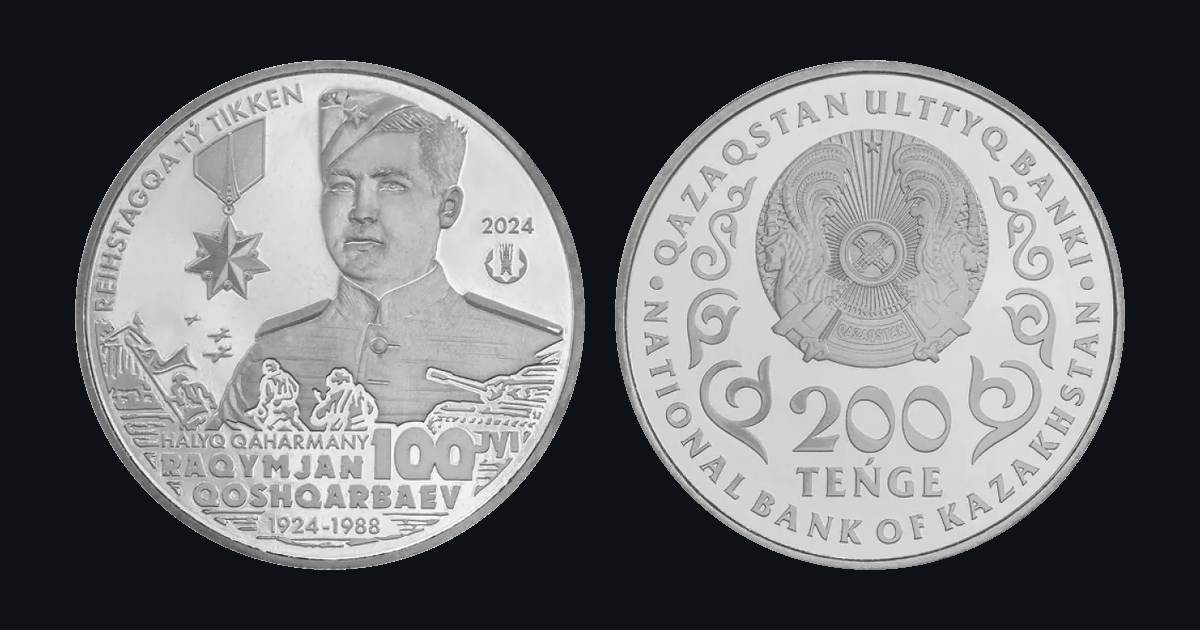 REIHSTAGQA TÝ TIKKEN
2024
HALYQ QAHARMANY
100 JYL
RAQYMJAN
QOSHQARBAEV
1924-1988
QAZAQSTAN ULTTYQ BANKI
QAZAQSTAN
200
TEŃGE
NATIONAL BANK OF KAZAKHSTAN